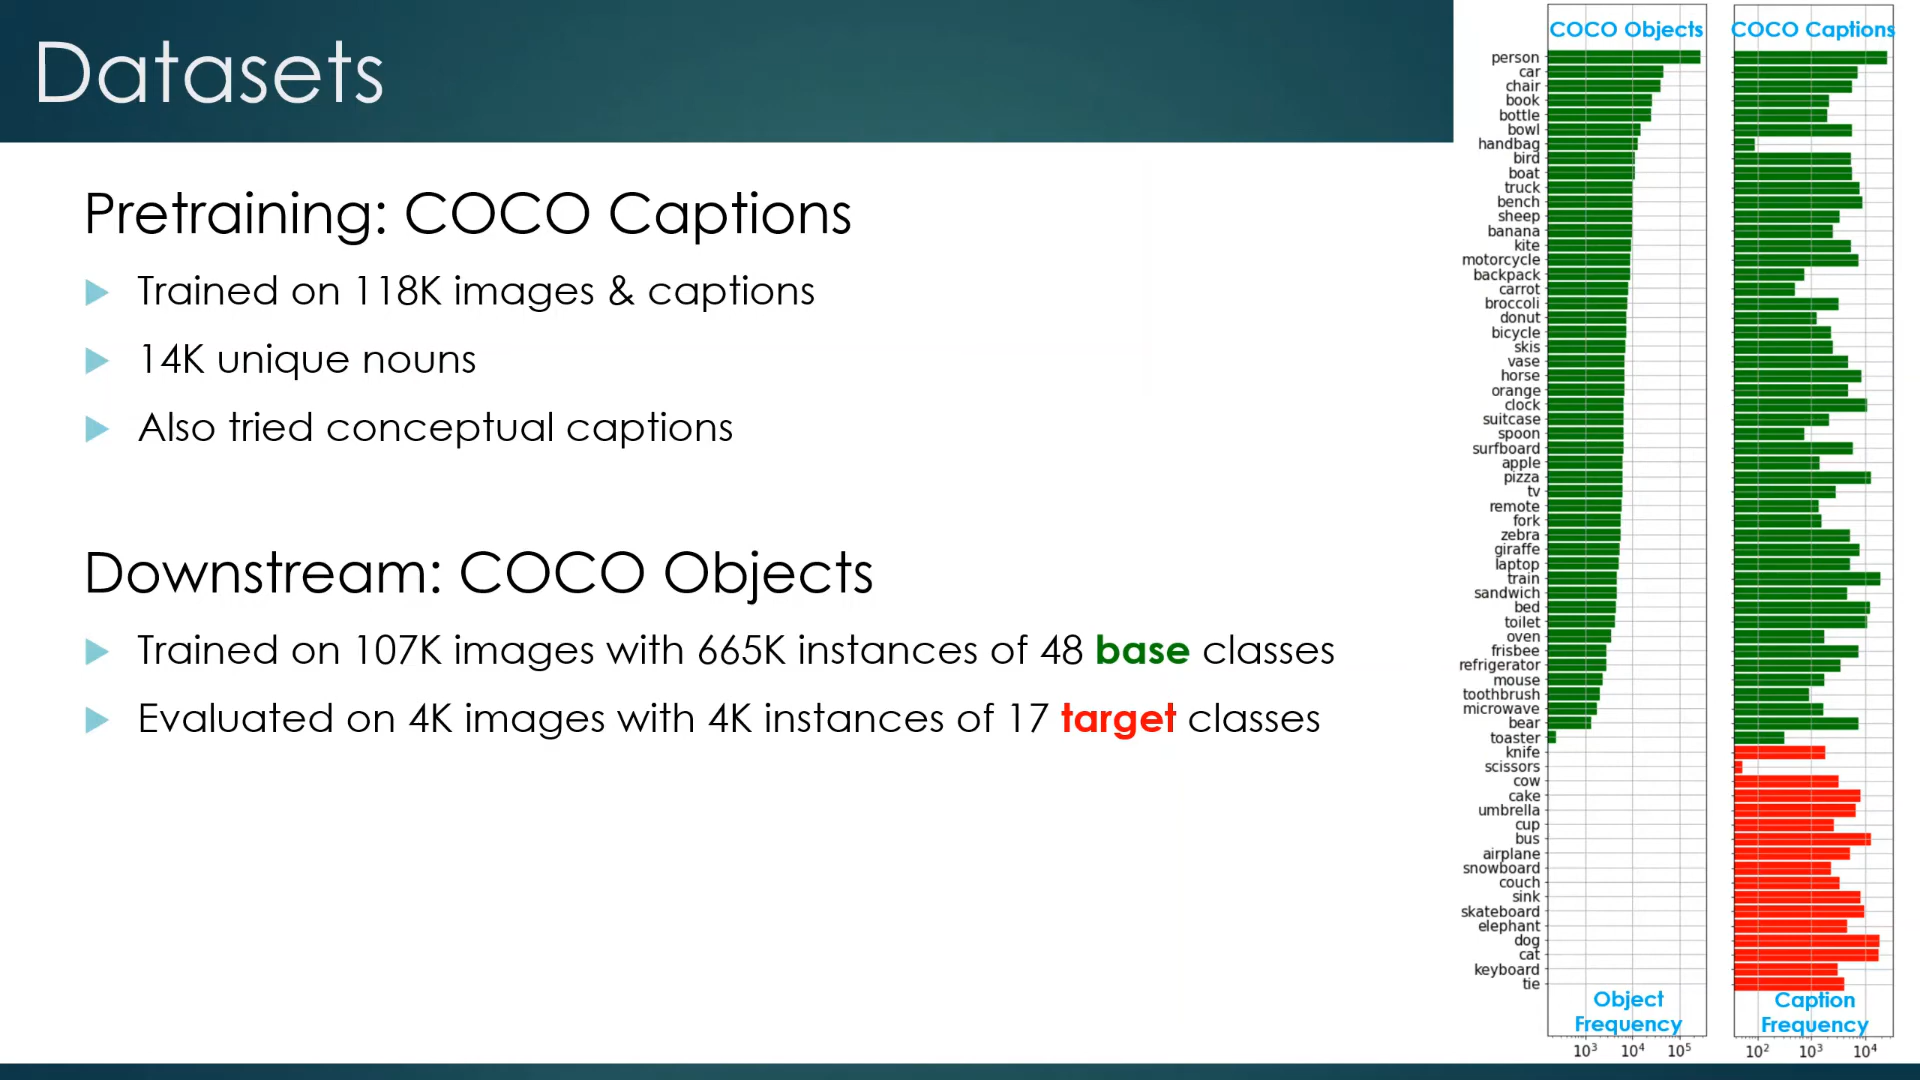 Datasets
Pretraining: COCO Captions
Trained on 118K images & captions
14K unique nouns
Also tried conceptual captions
Downstream: COCO Objects
Trained on 107K images with 665K instances of 48 base classes
Evaluated on 4K images with 4K instances of 17 target classes
COCO Objects
COCO Captions
person
car
chair
book
bottle
bowl
handbag
bird
boat
truck
bench
sheep
banana
kite
motorcycle
backpack
carrot
broccoli
donut
bicycle
skis
vase
horse
orange
clock
suitcase
spoon
surfboard
apple
pizza
tv
remote
fork
zebra
giraffe
laptop
train
sandwich
bed
toilet
oven
frisbee
refrigerator
mouse
toothbrush
microwave
bear
toaster
knife
scissors
cow
cake
umbrella
cup
bus
airplane
snowboard
couch
sink
skateboard
elephant
dog
cat
keyboard
tie
Object
Frequency
Caption
Frequency
10³ 10⁴ 10⁵
10² 10³ 10⁴